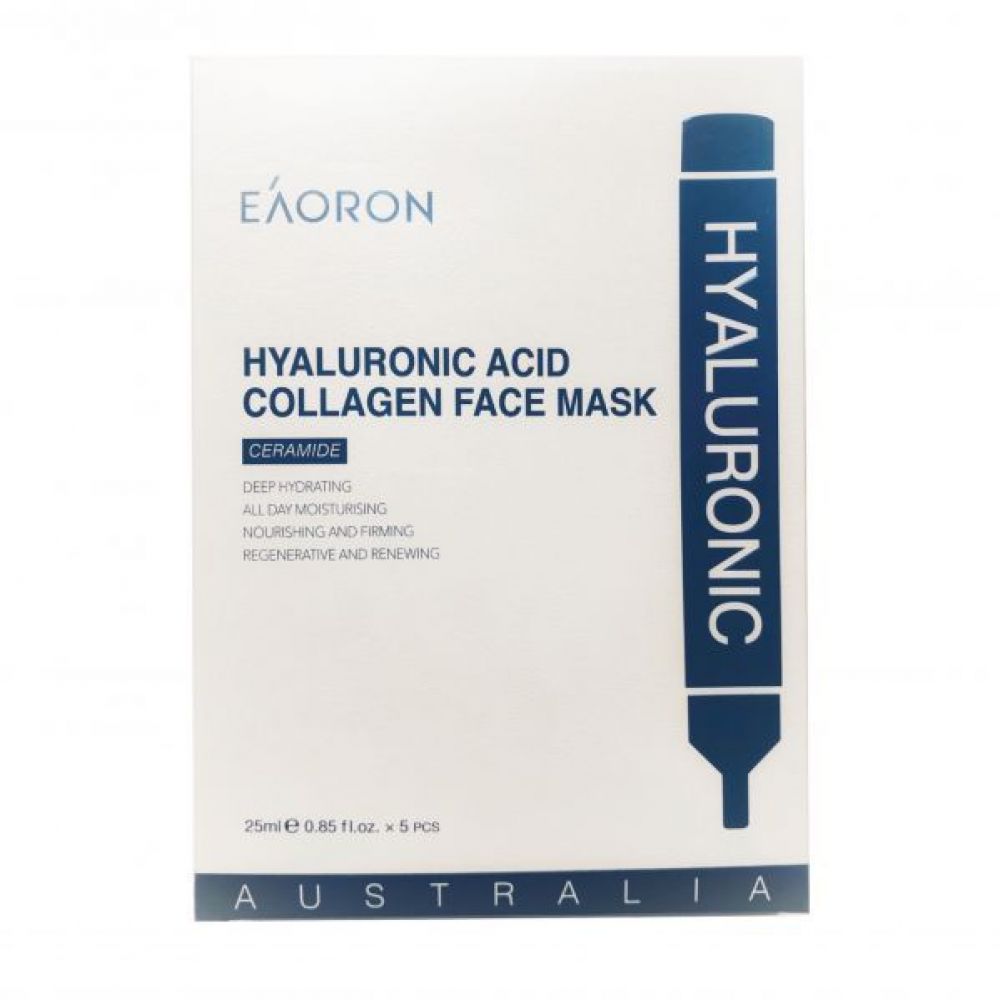 EÁORON
HYALURONIC ACID
COLLAGEN FACE MASK
CERAMIDE
DEEP HYDRATING
ALL DAY MOISTURISING
NOURISHING AND FIRMING
REGENERATIVE AND RENEWING
HYALURONIC
25ml ℮ 0.85 fl.oz. × 5 PCS
AUSTRALIA